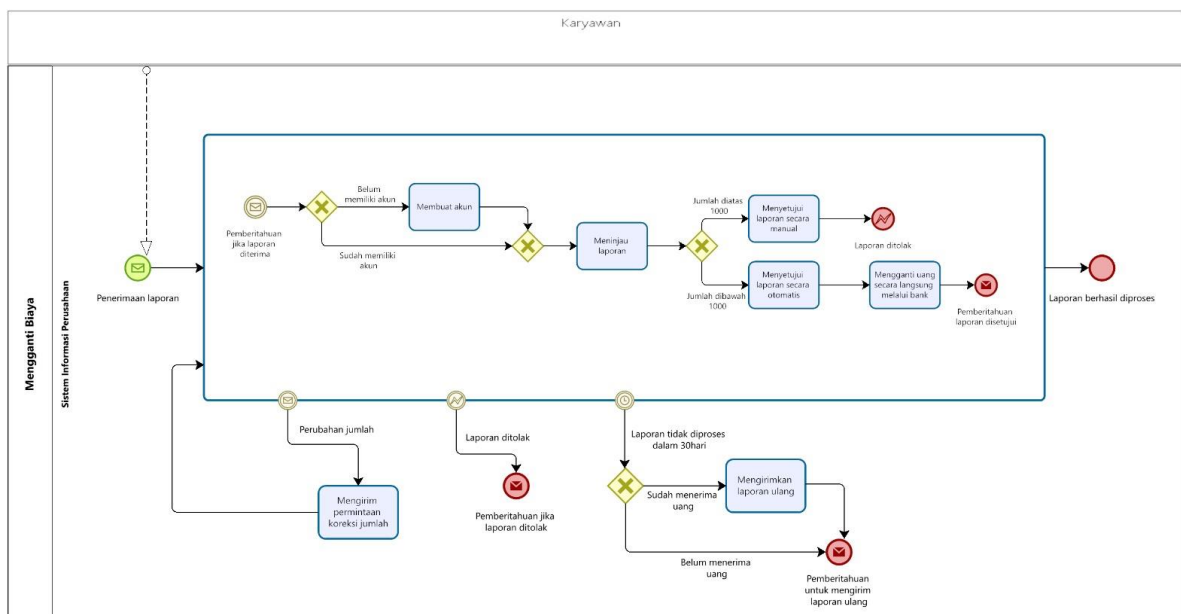 Karyawan
Mengganti Biaya
Sistem Informasi Perusahaan
Penerimaan laporan
Pemberitahuan
jika laporan
diterima
Belum
memiliki akun
Membuat akun
Sudah memiliki
akun
Meninjau
laporan
Jumlah diatas
1000
Menyetujui
laporan secara
manual
Laporan ditolak
Jumlah dibawah
1000
Menyetujui
laporan secara
otomatis
Mengganti uang
secara langsung
melalui bank
Pemberitahuan
laporan disetujui
Laporan berhasil diproses
Perubahan jumlah
Mengirim
permintaan
koreksi jumlah
Laporan ditolak
Pemberitahuan jika
laporan ditolak
Laporan tidak diproses
dalam 30hari
Sudah menerima
uang
Mengirimkan
laporan ulang
Belum menerima
uang
Pemberitahuan
untuk mengirim
laporan ulang